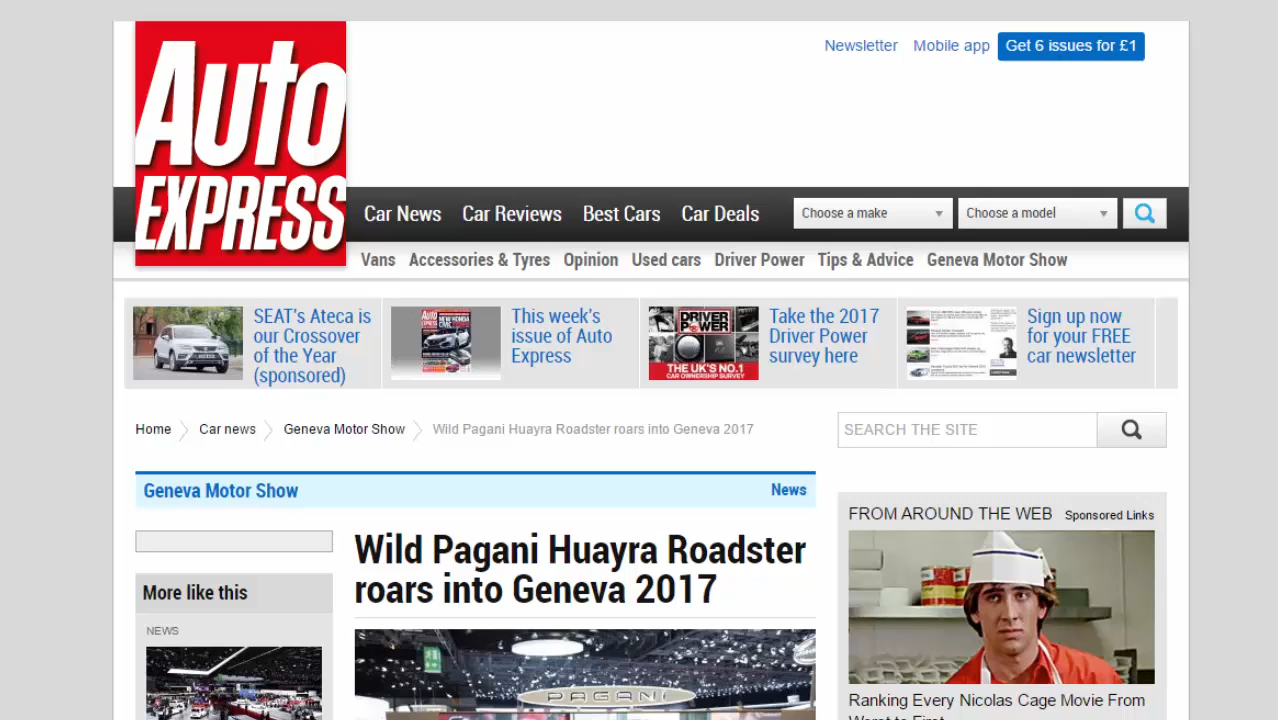 Auto
EXPRESS
Newsletter Mobile app Get 6 issues for £1
Car News Car Reviews Best Cars Car Deals Choose a make Choose a model
Vans Accessories & Tyres Opinion Used cars Driver Power Tips & Advice Geneva Motor Show
SEAT's Ateca is
our Crossover
of the Year
(sponsored)
This week's
issue of Auto
Express
DRIVER
POWER
THE UK'S NO.1
CAR OWNERSHIP SURVEY
Take the 2017
Driver Power
survey here
Sign up now
for your FREE
car newsletter
Home Car news Geneva Motor Show Wild Pagani Huayra Roadster roars into Geneva 2017
SEARCH THE SITE
Geneva Motor Show News
Wild Pagani Huayra Roadster
roars into Geneva 2017
More like this
NEWS
PAGANI
FROM AROUND THE WEB Sponsored Links
Ranking Every Nicolas Cage Movie From
Worst to First